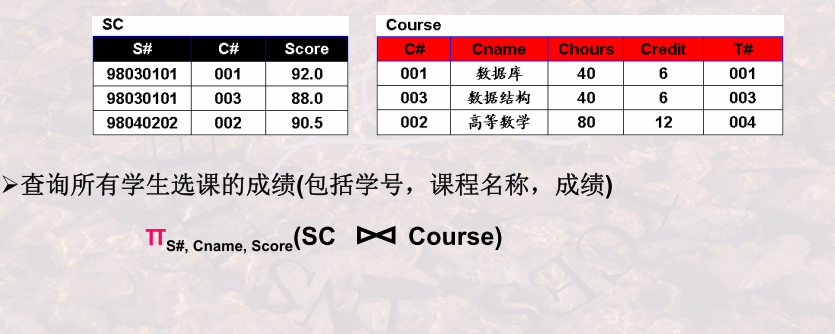 SC
S# C# Score
98030101 001 92.0
98030101 003 88.0
98040202 002 90.5
Course
C# Cname Chours Credit T#
001 数据库 40 6 001
003 数据结构 40 6 003
002 高等数学 80 12 004
➢查询所有学生选课的成绩(包括学号，课程名称，成绩)
π S#, Cname, Score(SC ⋈ Course)